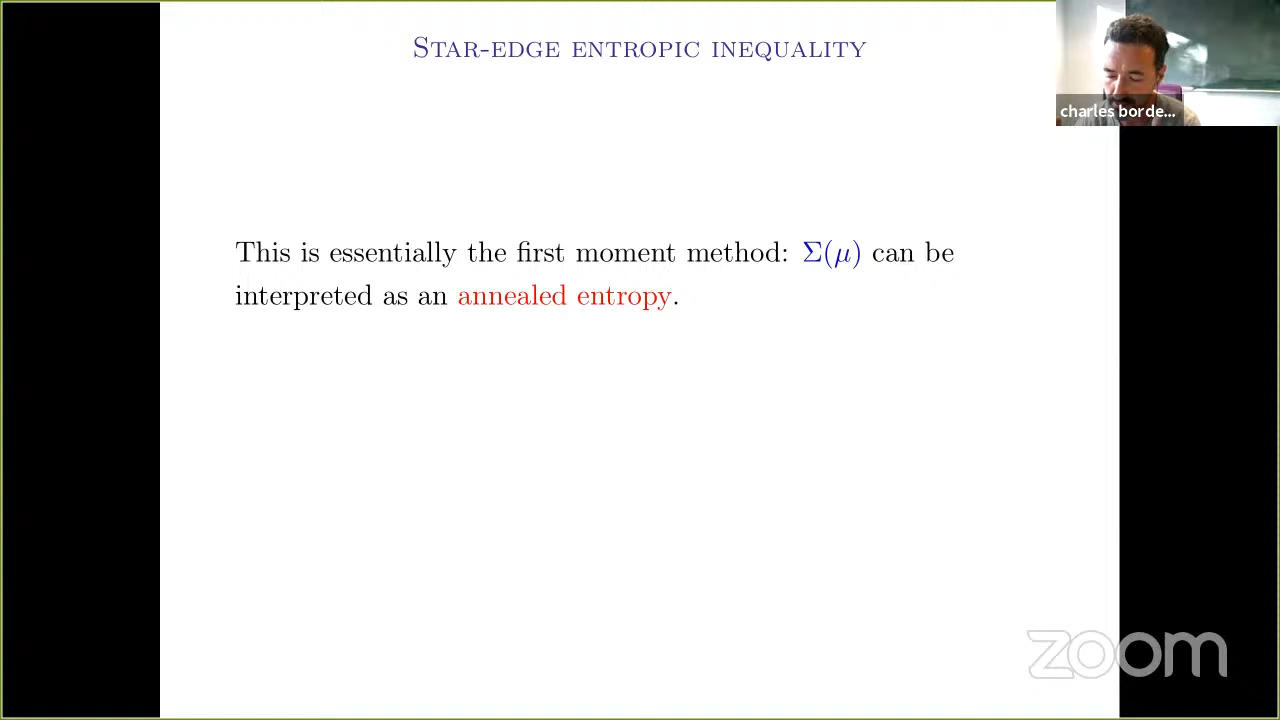 STAR-EDGE ENTROPIC INEQUALITY
charles borde...
This is essentially the first moment method: Σ(μ) can be
interpreted as an annealed entropy.
zoom